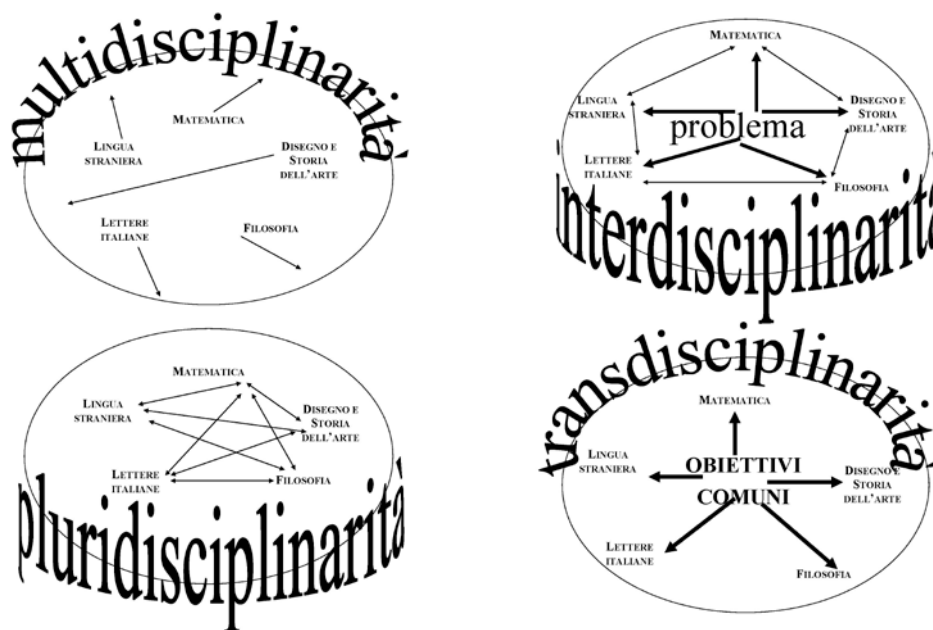 multidisciplinarità
MATEMATICA
LINGUA
STRANIERA
DISEGNO E
STORIA
DELL'ARTE
LETTERE
ITALIANE
FILOSOFIA
MATEMATICA
LINGUA
STRANIERA
DISEGNO E
STORIA
DELL'ARTE
problema
LETTERE
ITALIANE
FILOSOFIA
interdisciplinarità
MATEMATICA
LINGUA
STRANIERA
DISEGNO E
STORIA
DELL'ARTE
LETTERE
ITALIANE
FILOSOFIA
pluridisciplinarità
transdisciplinarità
MATEMATICA
LINGUA
STRANIERA
OBIETTIVI
COMUNI
DISEGNO E
STORIA
DELL'ARTE
LETTERE
ITALIANE
FILOSOFIA